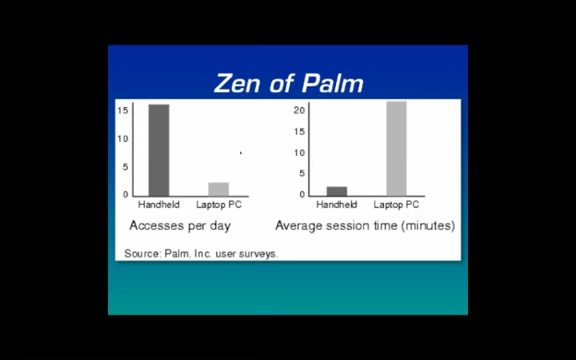 Zen of Palm
15
10
5
0
Handheld Laptop PC
Accesses per day
20
15
10
5
0
Handheld Laptop PC
Average session time (minutes)
Source: Palm, Inc. user surveys.